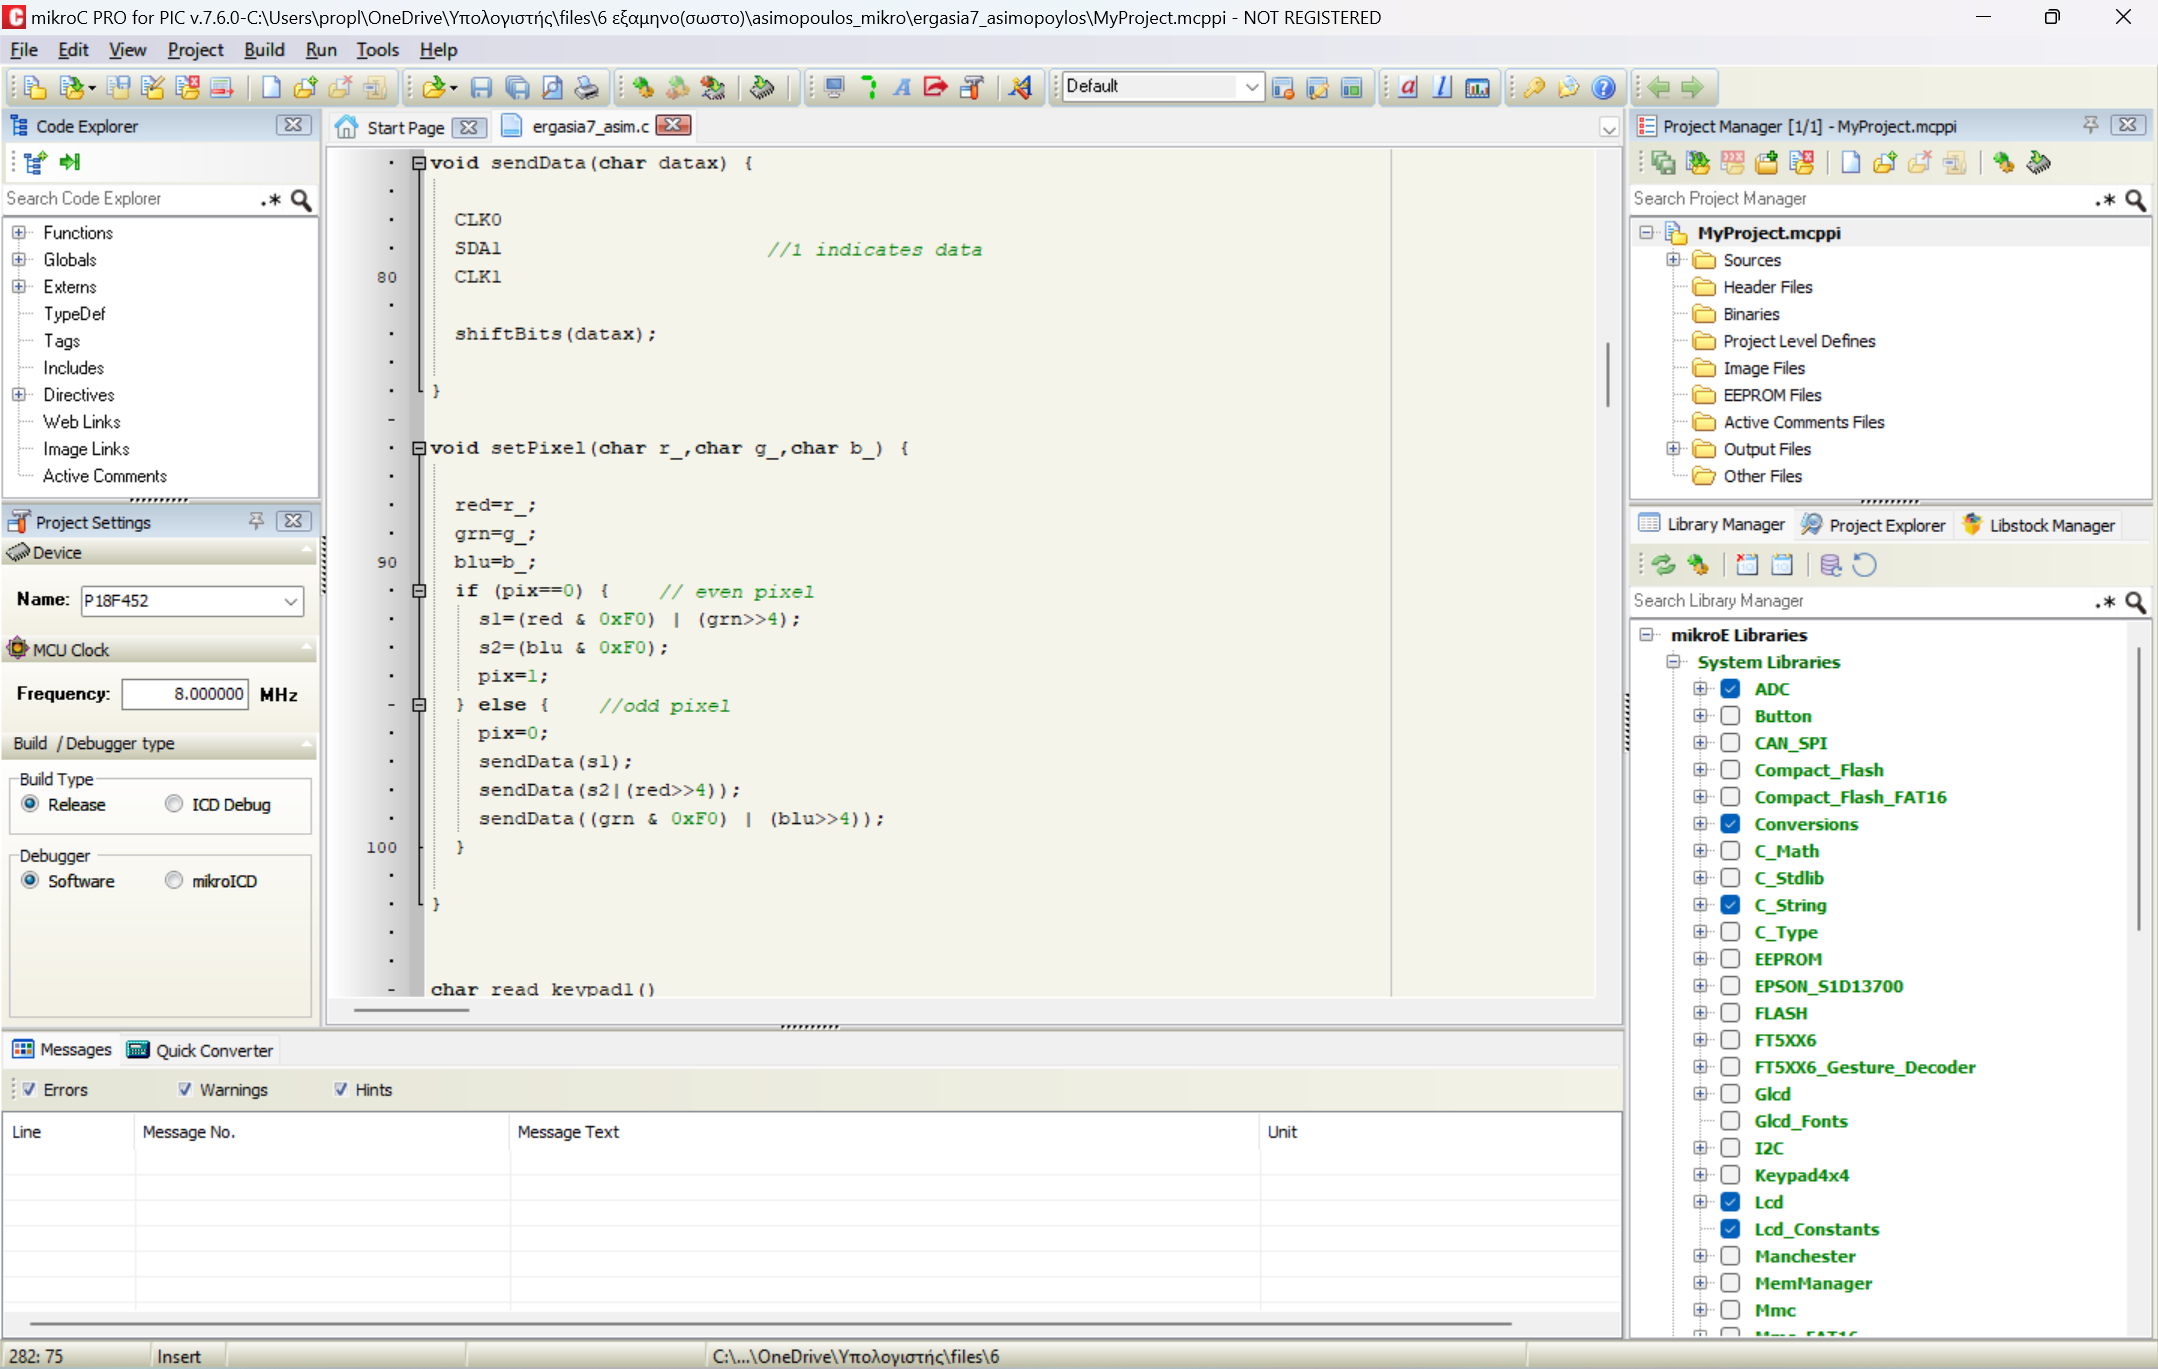 mikroC PRO for PIC v.7.6.0-C:\Users\propl\OneDrive\Υπολογιστής\files\6 εξαμηνο(σωστο)\asimopoulos_mikro\ergasia7_asimopoylos\MyProject.mcppi - NOT REGISTERED
File Edit View Project Build Run Tools Help
Default
Code Explorer
Search Code Explorer
Functions
Globals
Externs
TypeDef
Tags
Includes
Directives
Web Links
Image Links
Active Comments
Project Settings
Device
Name: P18F452
MCU Clock
Frequency: 8.000000 MHz
Build / Debugger type
Build Type
Release ICD Debug
Debugger
Software mikroICD
Start Page ergasia7_asim.c
void sendData(char datax) {
CLK0
SDA1 //1 indicates data
80 CLK1
shiftBits(datax);
}
void setPixel(char r_,char g_,char b_) {
red=r_;
grn=g_;
90 blu=b_;
if (pix==0) { // even pixel
s1=(red & 0xF0) | (grn>>4);
s2=(blu & 0xF0);
pix=1;
} else { //odd pixel
pix=0;
sendData(s1);
sendData(s2|(red>>4));
sendData((grn & 0xF0) | (blu>>4));
100 }
}
char read_keypad1()
Project Manager [1/1] - MyProject.mcppi
Search Project Manager
MyProject.mcppi
Sources
Header Files
Binaries
Project Level Defines
Image Files
EEPROM Files
Active Comments Files
Output Files
Other Files
Library Manager Project Explorer Libstock Manager
Search Library Manager
mikroE Libraries
System Libraries
ADC
Button
CAN_SPI
Compact_Flash
Compact_Flash_FAT16
Conversions
C_Math
C_Stdlib
C_String
C_Type
EEPROM
EPSON_S1D13700
FLASH
FT5XX6
FT5XX6_Gesture_Decoder
Glcd
Glcd_Fonts
I2C
Keypad4x4
Lcd
Lcd_Constants
Manchester
MemManager
Mmc
Mmc_FAT16
Messages Quick Converter
Errors Warnings Hints
Line Message No. Message Text Unit
282: 75 Insert C:\...\OneDrive\Υπολογιστής\files\6